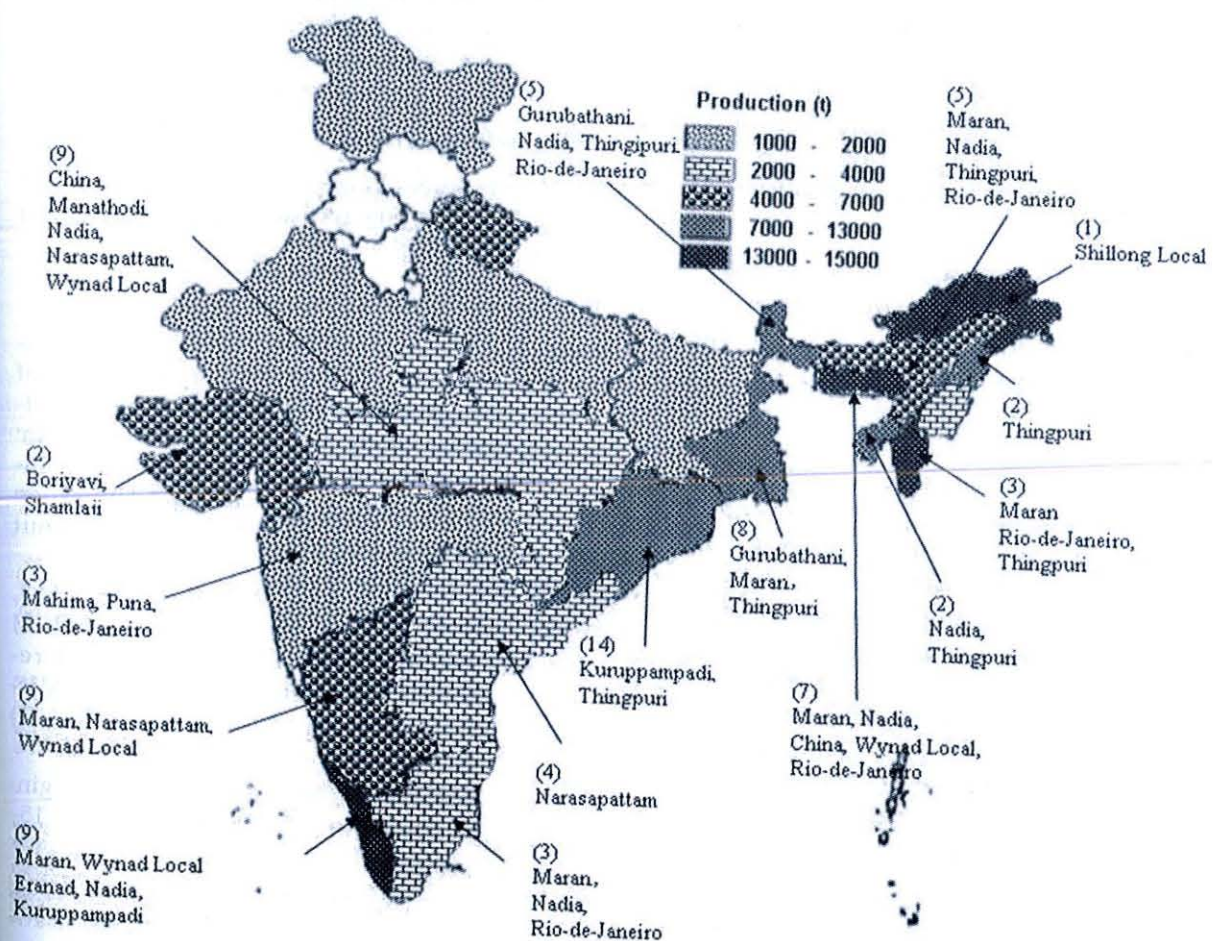 (5)
Gurubathani.
Nadia, Thingipuri.
Rio-de-Janeiro
Production (t)
1000 - 2000
2000 - 4000
4000 - 7000
7000 - 13000
13000 - 15000
(5)
Maran,
Nadia,
Thingpuri,
Rio-de-Janeiro
(1)
Shillong Local
(9)
China,
Manathodi
Nadia,
Narasapattam,
Wynad Local
(2)
Thingpuri
(2)
Boriyavi,
Shamlaii
(3)
Maran
Rio-de-Janeiro,
Thingpuri
(8)
Gurubathani,
Maran,
Thingpuri
(3)
Mahima, Puna,
Rio-de-Janeiro
(2)
Nadia,
Thingpuri
(14)
Kuruppampadi,
Thingpuri
(9)
Maran, Narasapattam,
Wynad Local
(7)
Maran, Nadia,
China, Wynad Local,
Rio-de-Janeiro
(4)
Narasapattam
(9)
Maran, Wynad Local
Eranad, Nadia,
Kuruppampadi
(3)
Maran,
Nadia,
Rio-de-Janeiro